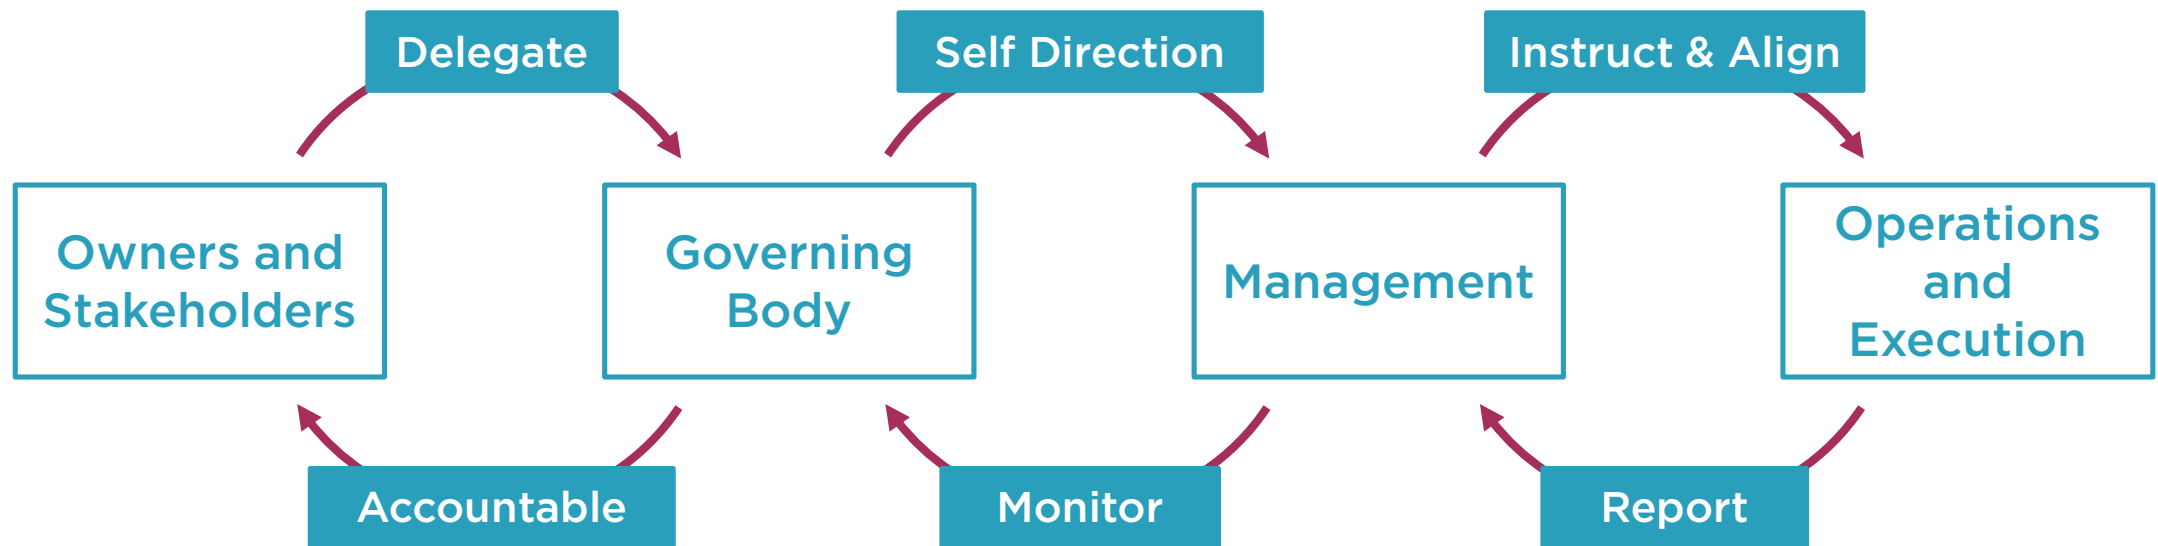 Delegate
Self Direction
Instruct & Align
Owners and
Stakeholders
Governing
Body
Management
Operations
and
Execution
Accountable
Monitor
Report